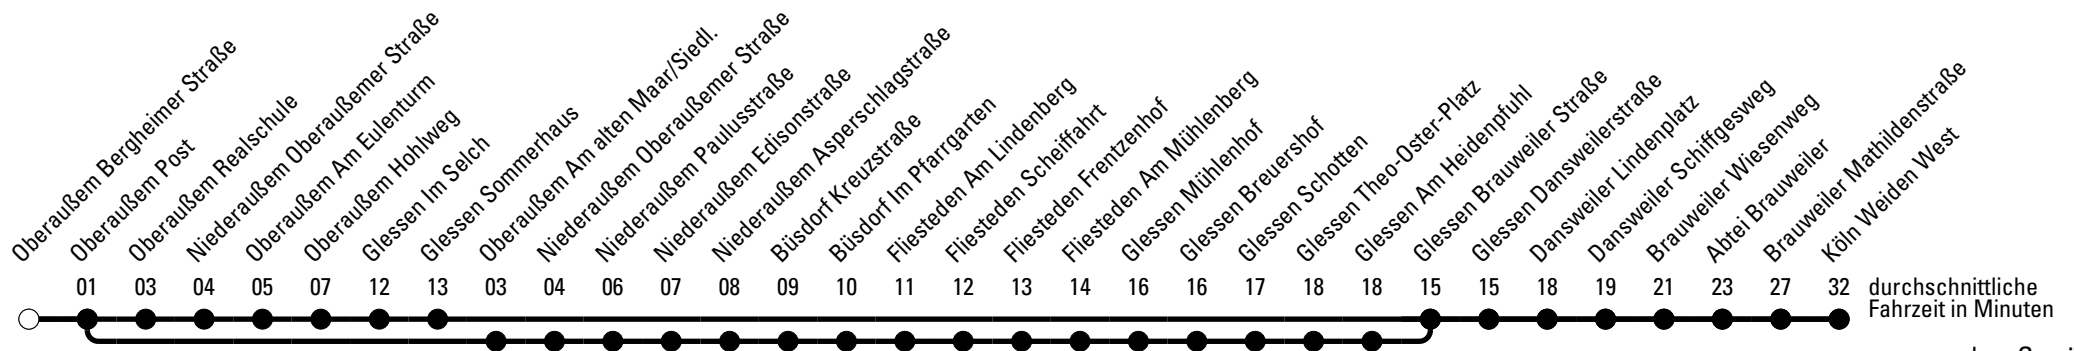 Oberaußem Bergheimer Straße
Oberaußem Post
Oberaußem Realschule
Niederaußem Oberaußemer Straße
Oberaußem Am Eulenturm
Oberaußem Hohlweg
Glessen Im Selch
Glessen Sommerhaus
Oberaußem Am alten Maar/Siedl.
Niederaußem Oberaußemer Straße
Niederaußem Paulusstraße
Niederaußem Edisonstraße
Niederaußem Asperschlagstraße
Büsdorf Kreuzstraße
Büsdorf Im Pfarrgarten
Fliesteden Am Lindenberg
Fliesteden Scheiffahrt
Fliesteden Frentzenhof
Fliesteden Am Mühlenberg
Glessen Mühlenhof
Glessen Breuershof
Glessen Schotten
Glessen Theo-Oster-Platz
Glessen Am Heidenpfuhl
Glessen Brauweiler Straße
Glessen Dansweilerstraße
Dansweiler Lindenplatz
Dansweiler Schiffgesweg
Brauweiler Wiesenweg
Abtei Brauweiler
Brauweiler Mathildenstraße
Köln Weiden West
01 03 04 05 07 12 13 03 04 06 07 08 09 10 11 12 13 14 16 16 17 18 18 15 15 18 19 21 23 27 32 durchschnittliche
Fahrzeit in Minuten